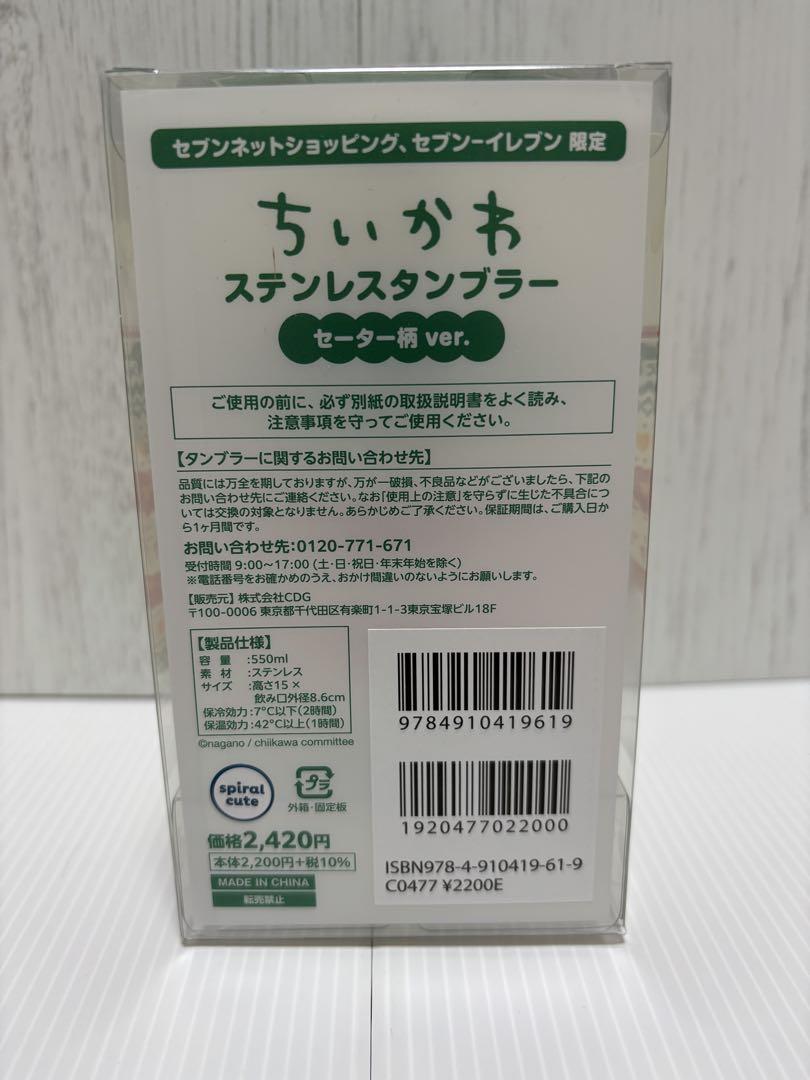 セブンネットショッピング、セブン-イレブン 限定
ちいかわ
ステンレスタンブラー
セーター柄 ver.
ご使用の前に、必ず別紙の取扱説明書をよく読み、
注意事項を守ってご使用ください。
【タンブラーに関するお問い合わせ先】
品質には万全を期しておりますが、万が一破損、不良品などがございましたら、下記の
お問い合わせ先にご連絡ください。なお「使用上の注意」を守らずに生じた不具合につ
いては交換の対象となりません。あらかじめご了承ください。保証期間は、ご購入日か
ら1ヶ月間です。
お問い合わせ先:0120-771-671
受付時間 9:00〜17:00 (土・日・祝日・年末年始を除く)
※電話番号をお確かめのうえ、おかけ間違いのないようにお願いします。
【販売元】 株式会社CDG
〒100-0006 東京都千代田区有楽町1-1-3東京宝塚ビル18F
【製品仕様】
容 量 :550ml
素 材 :ステンレス
サイズ :高さ15×
飲み口外径8.6cm
保冷効力:7℃以下(2時間)
保温効力:42℃以上(1時間)
©nagano / chiikawa committee
spiral
cute
プラ
外箱・固定板
価格2,420円
本体2,200円+税10%
MADE IN CHINA
転売禁止
9784910419619
1920477022000
ISBN978-4-910419-61-9
C0477 ¥2200E